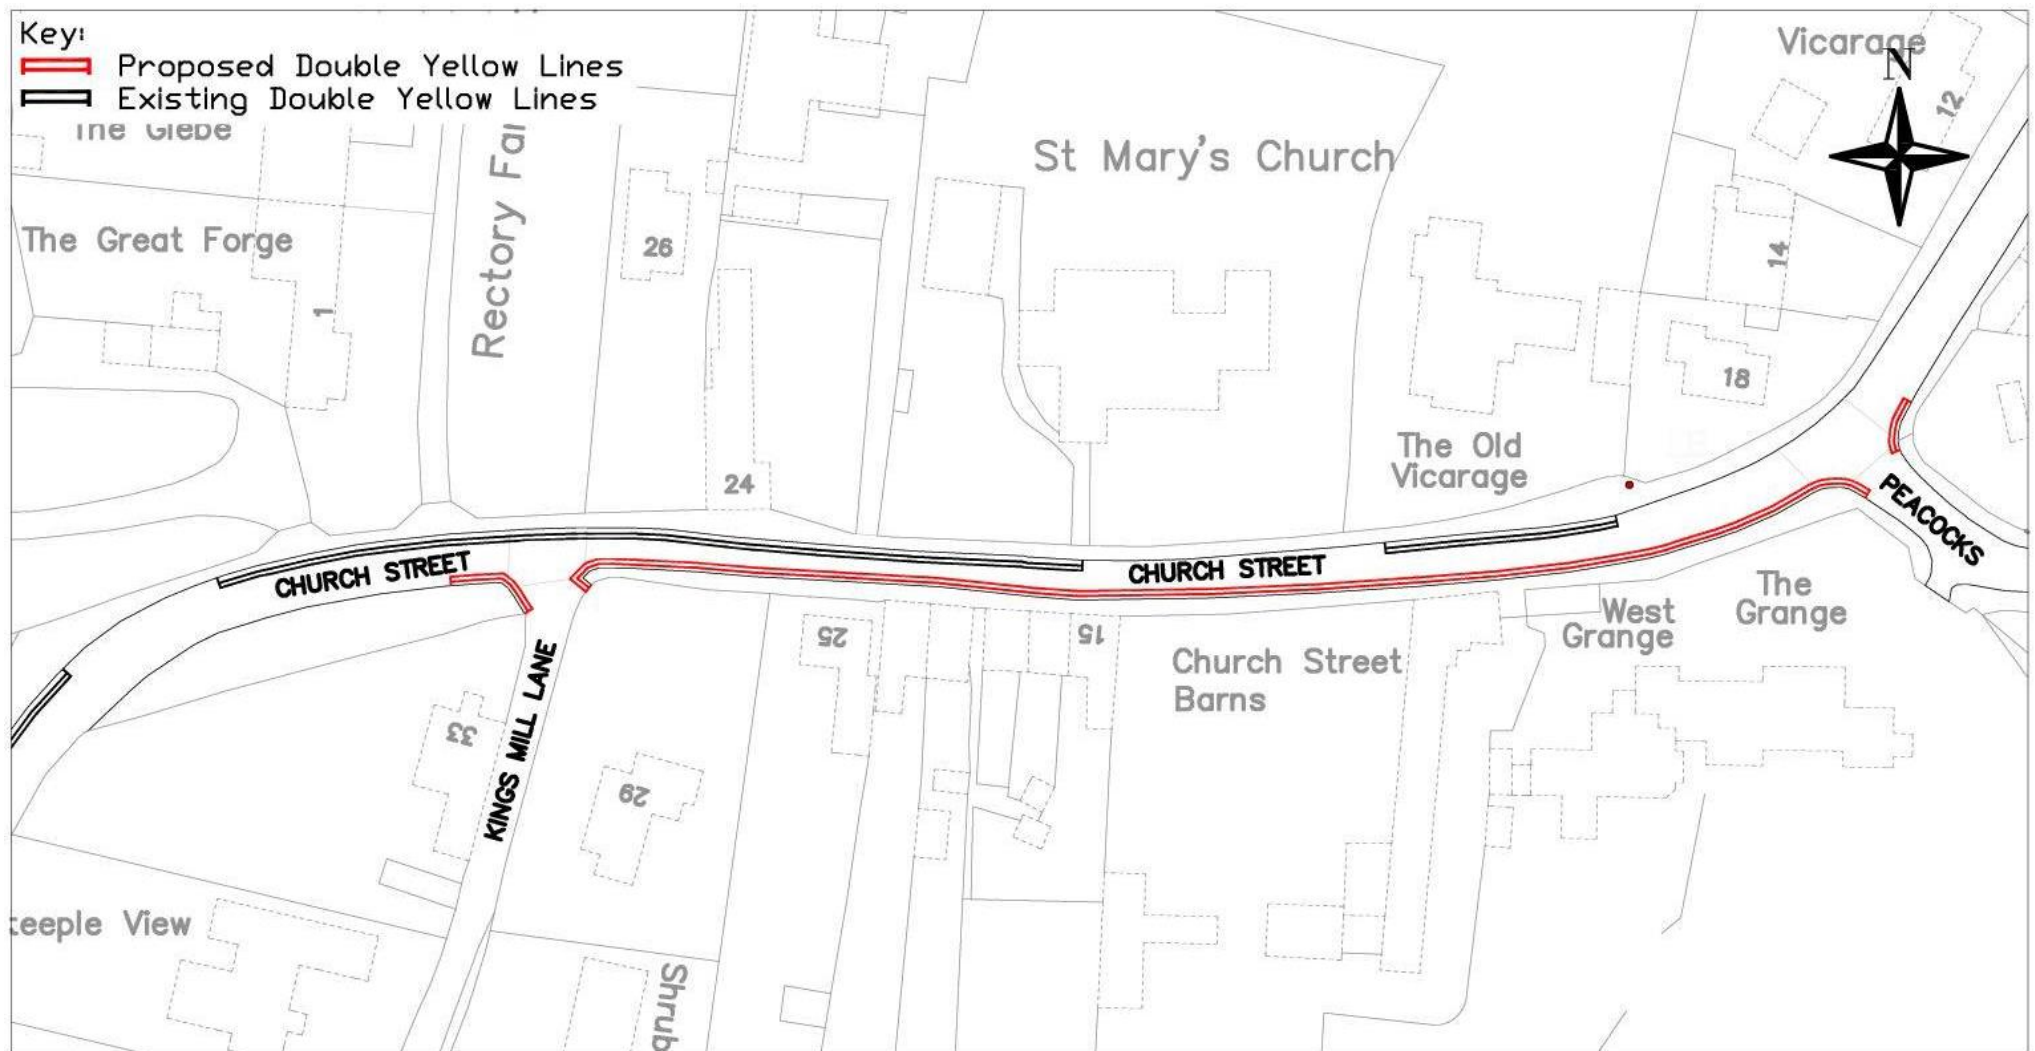 Key:
Proposed Double Yellow Lines
Existing Double Yellow Lines
Vicarage
N
12
The Glebe
Rectory
St Mary's Church
The Great Forge
26
14
1
18
24
The Old
Vicarage
PEACOCKS
CHURCH STREET
CHURCH STREET
The
Grange
West
Grange
25
15
Church Street
Barns
KINGS MILL LANE
33
29
View
Shrub